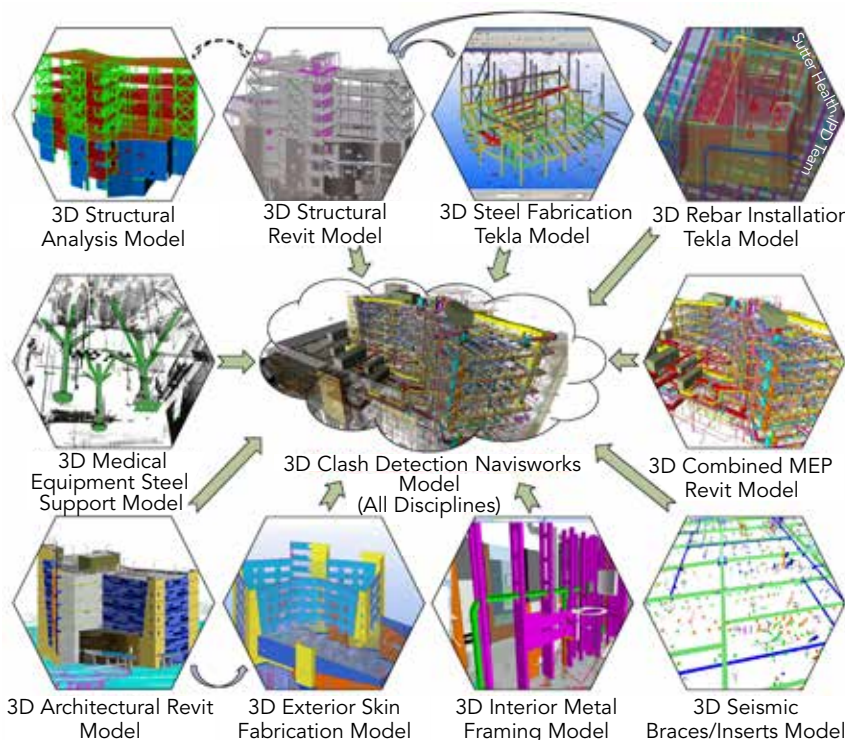 Sutter Health IPD Team
3D Structural
Analysis Model
3D Structural
Revit Model
3D Steel Fabrication
Tekla Model
3D Rebar Installation
Tekla Model
3D Medical
Equipment Steel
Support Model
3D Clash Detection Navisworks
Model
(All Disciplines)
3D Combined MEP
Revit Model
3D Architectural Revit
Model
3D Exterior Skin
Fabrication Model
3D Interior Metal
Framing Model
3D Seismic
Braces/Inserts Model